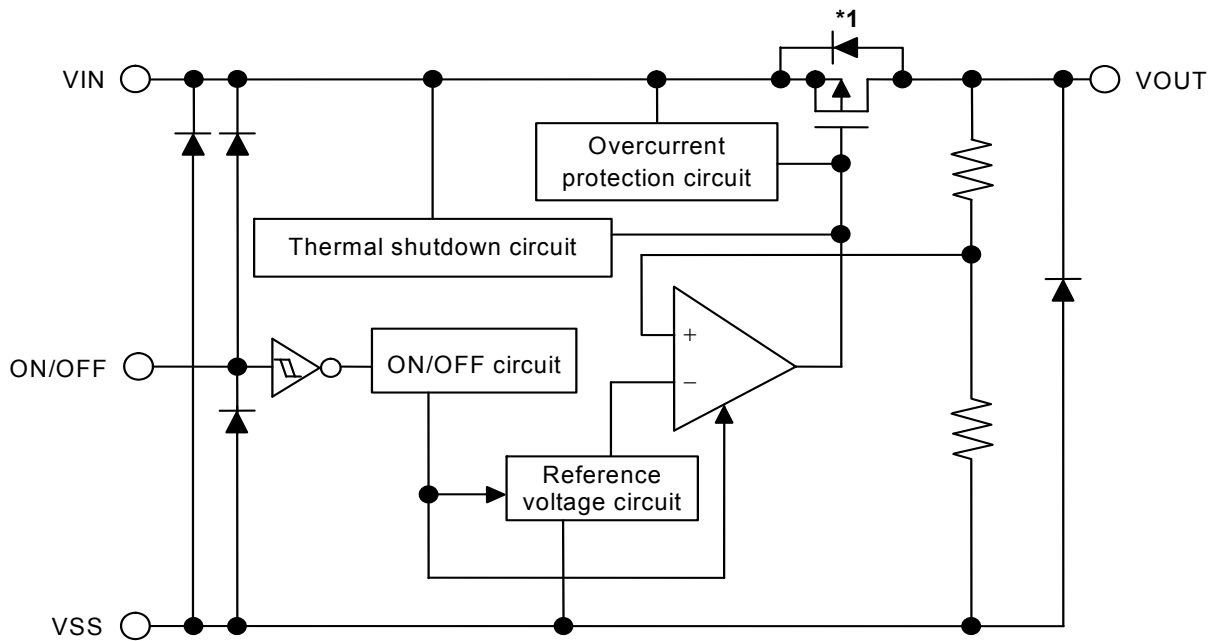 *1
VIN
VOUT
Overcurrent
protection circuit
Thermal shutdown circuit
+
−
ON/OFF
ON/OFF circuit
Reference
voltage circuit
VSS